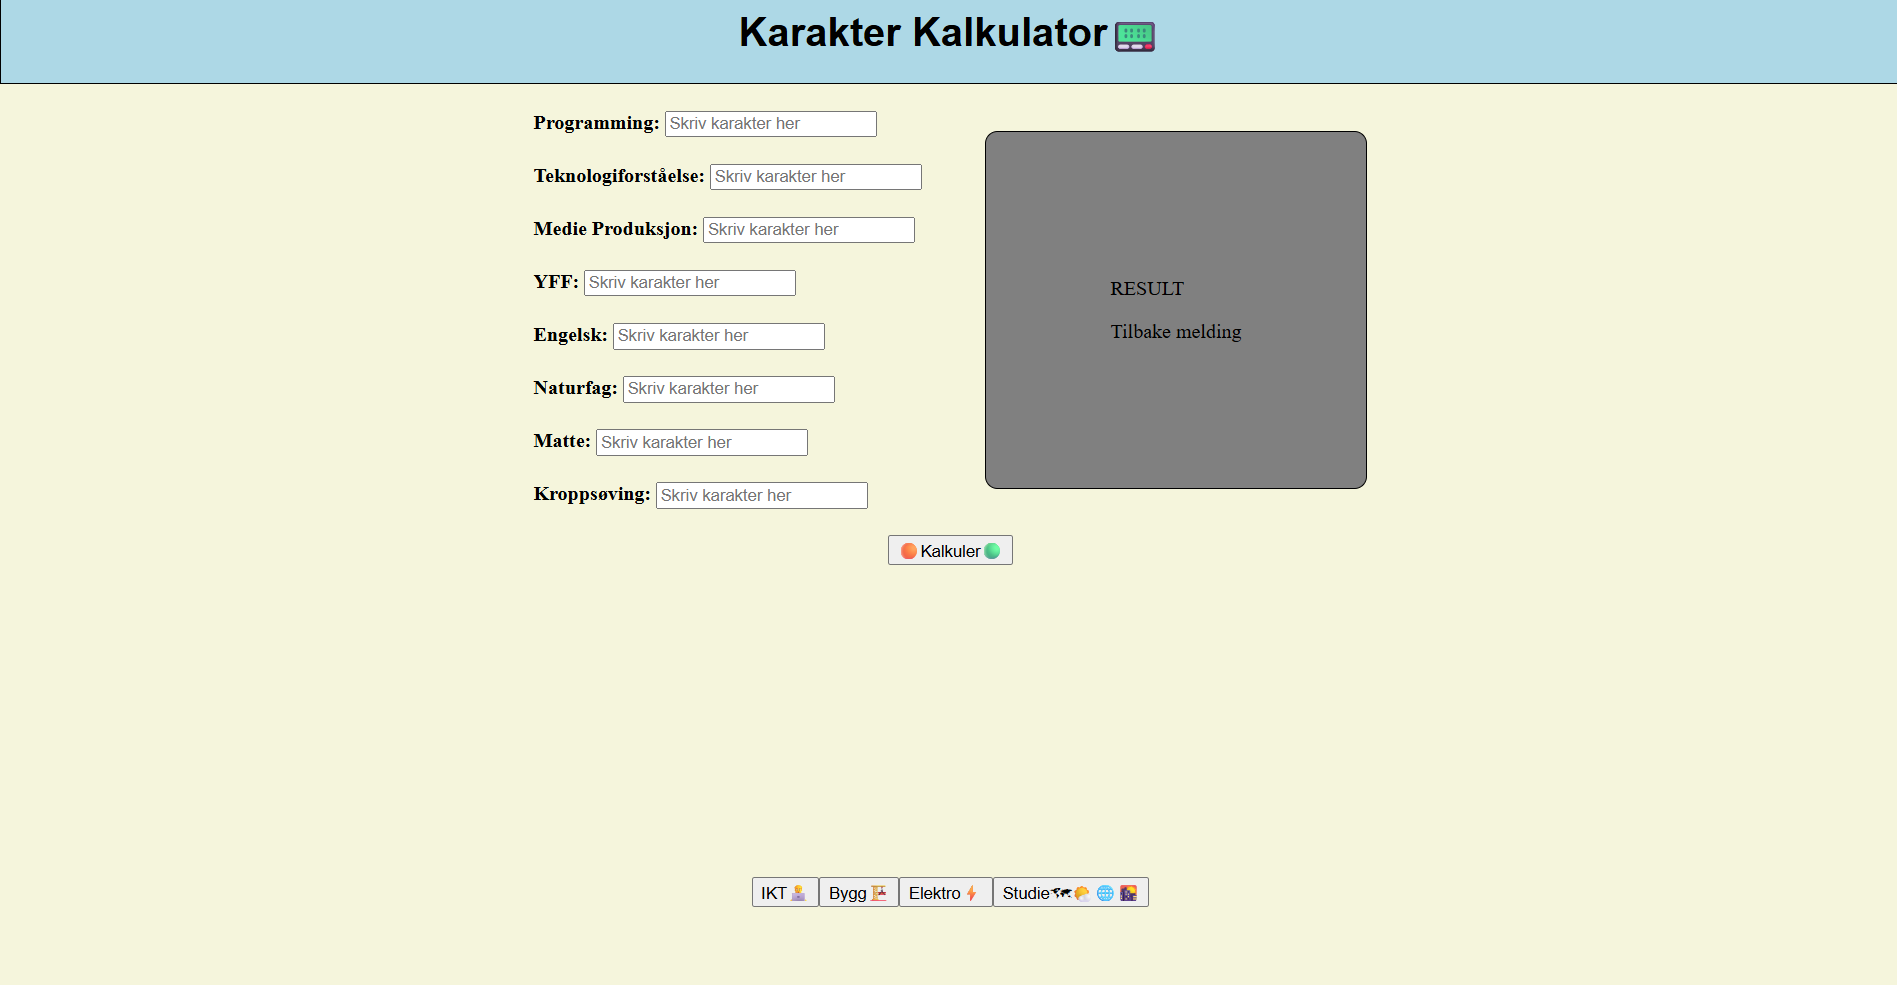 Karakter Kalkulator
Programming: Skriv karakter her
Teknologiforståelse: Skriv karakter her
Medie Produksjon: Skriv karakter her
YFF: Skriv karakter her
Engelsk: Skriv karakter her
Naturfag: Skriv karakter her
Matte: Skriv karakter her
Kroppsøving: Skriv karakter her
RESULT
Tilbake melding
Kalkuler
IKT Bygg Elektro Studie